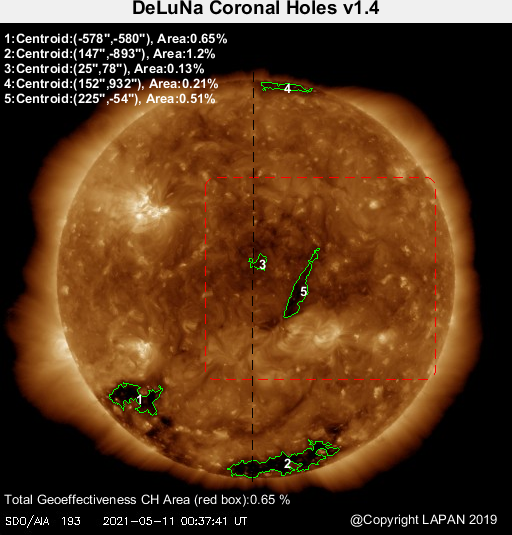 DeLuNa Coronal Holes v1.4
1:Centroid:(-578",-580"), Area:0.65%
2:Centroid:(147",-893"), Area:1.2%
3:Centroid:(25",78"), Area:0.13%
4:Centroid:(152",932"), Area:0.21%
5:Centroid:(225",-54"), Area:0.51%
4
3
5
1
2
Total Geoeffectiveness CH Area (red box):0.65 %
SDO/AIA 193 2021-05-11 00:37:41 UT
@Copyright LAPAN 2019